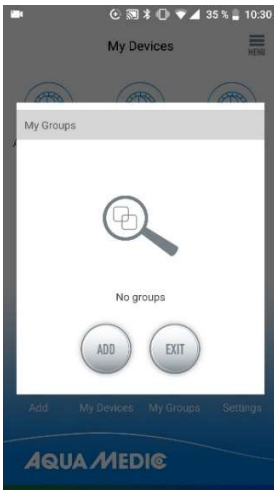 35 % 10:30
My Devices
MENU
My Groups
No groups
ADD EXIT
Add My Devices My Groups Settings
AQUA MEDIC